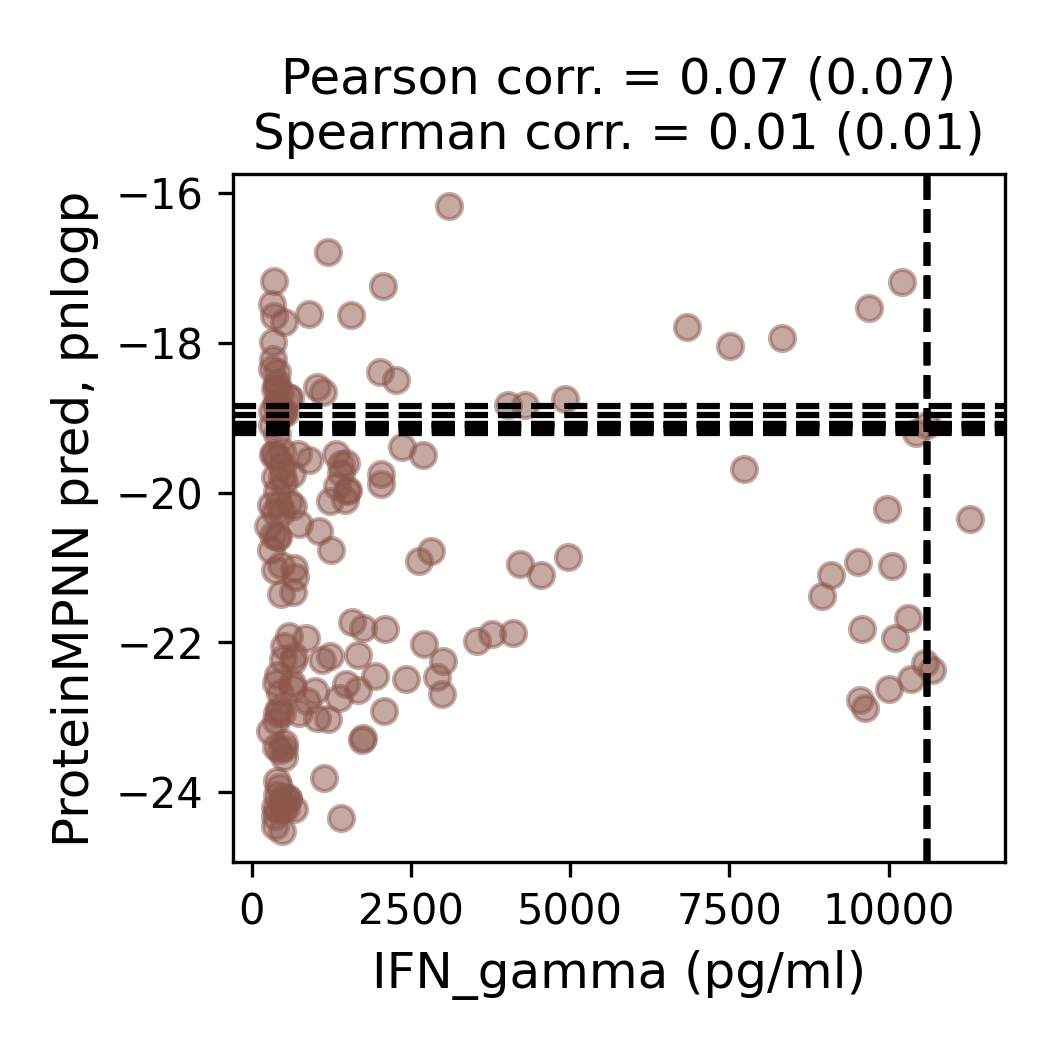 Pearson corr. = 0.07 (0.07)
Spearman corr. = 0.01 (0.01)
ProteinMPNN pred, pnlogp
−16
−18
−20
−22
−24
0 2500 5000 7500 10000
IFN_gamma (pg/ml)